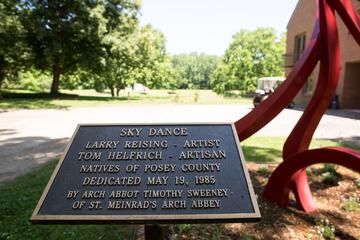 SKY DANCE
LARRY REISING - ARTIST
TOM HELFRICH - ARTISAN
NATIVES OF POSEY COUNTY
DEDICATED MAY 19, 1985
BY ARCH ABBOT TIMOTHY SWEENEY
OF ST. MEINRAD'S ARCH ABBEY